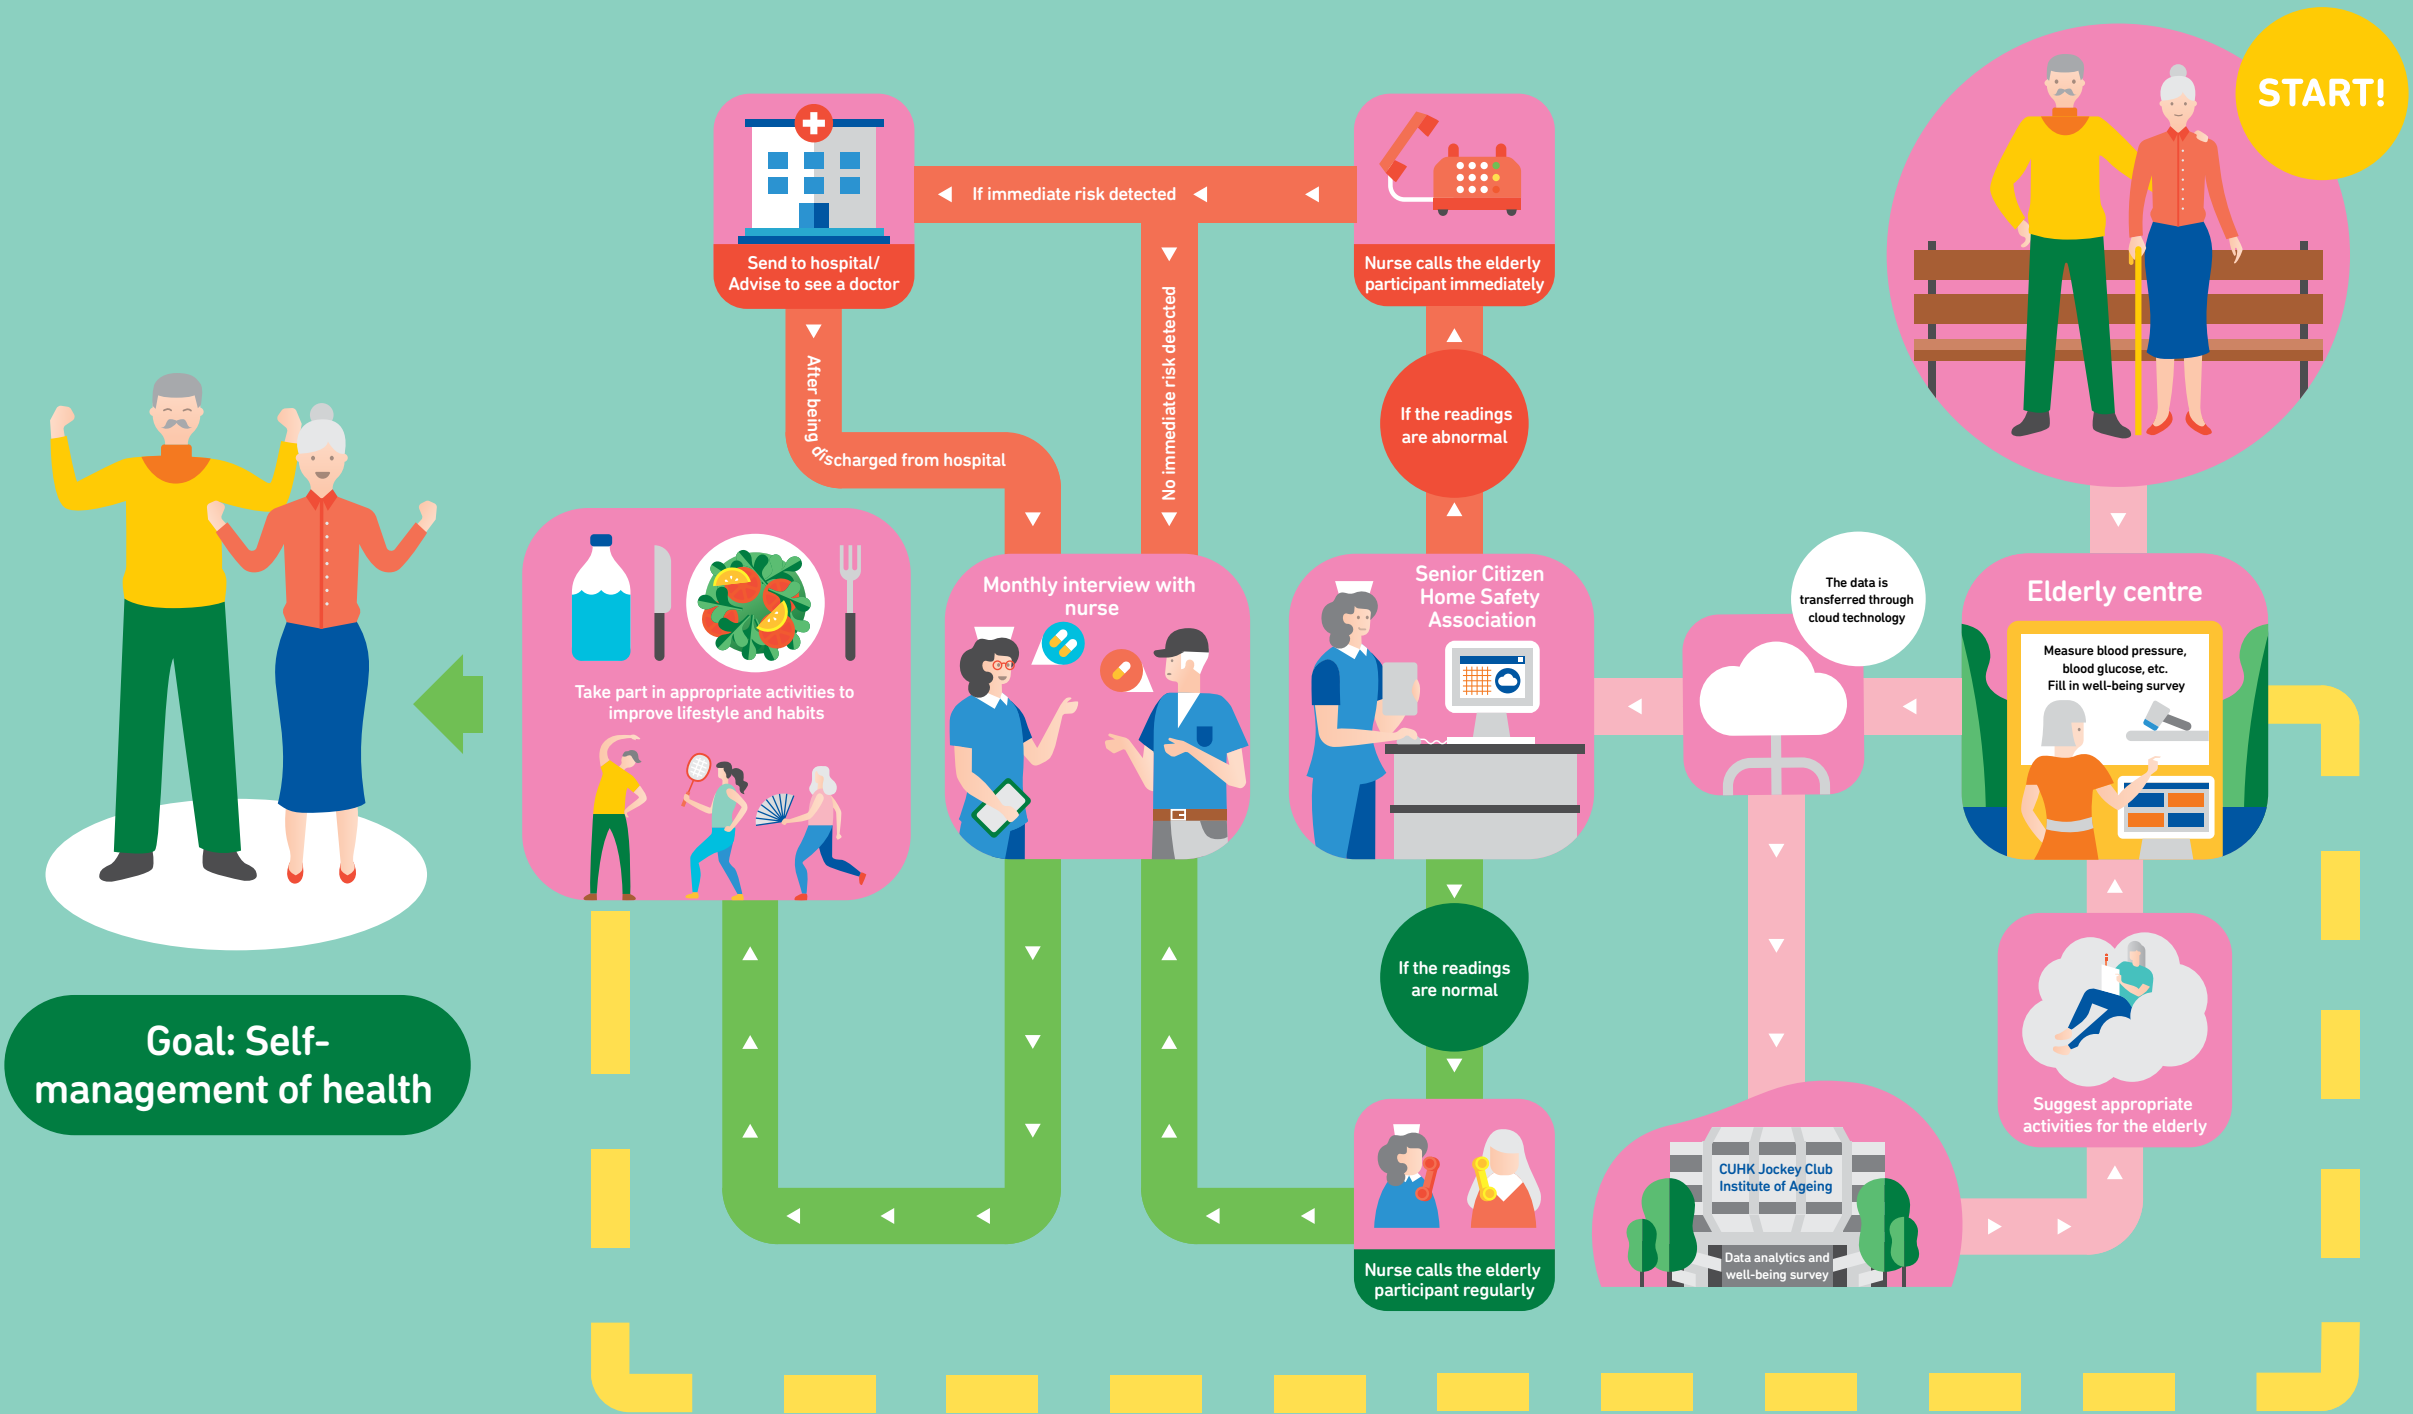 START!
Elderly centre
Measure blood pressure,
blood glucose, etc.
Fill in well-being survey
The data is
transferred through
cloud technology
Senior Citizen
Home Safety
Association
If the readings
are abnormal
Nurse calls the elderly
participant immediately
If immediate risk detected
No immediate risk detected
Send to hospital/
Advise to see a doctor
After being discharged from hospital
Monthly interview with
nurse
If the readings
are normal
Nurse calls the elderly
participant regularly
CUHK Jockey Club
Institute of Ageing
Data analytics and
well-being survey
Suggest appropriate
activities for the elderly
Take part in appropriate activities to
improve lifestyle and habits
Goal: Self-
management of health